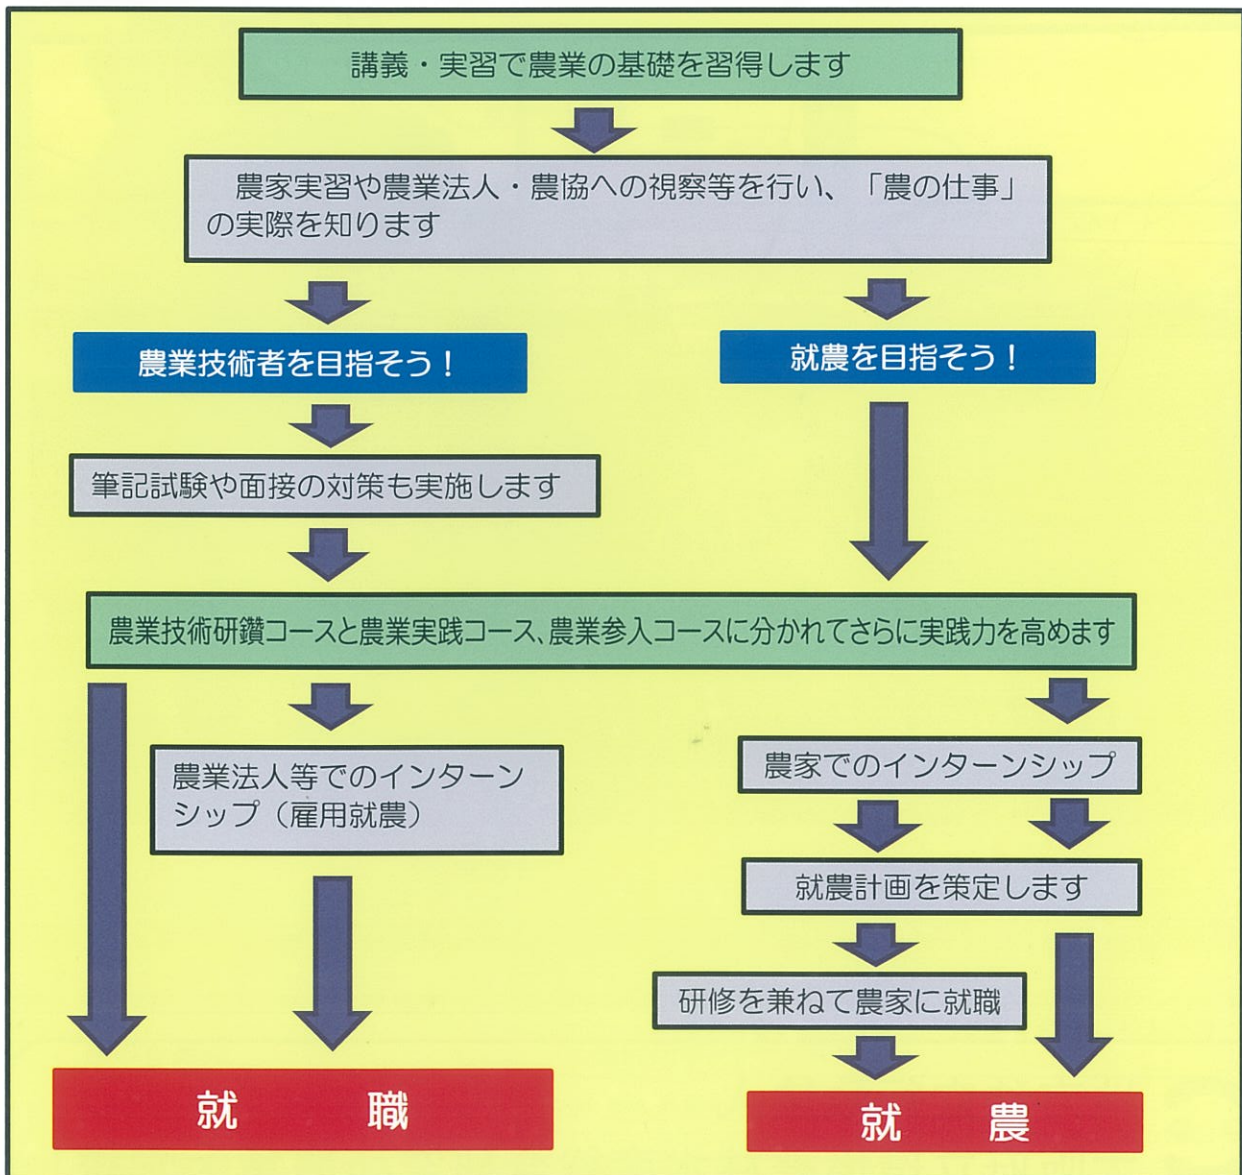 講義・実習で農業の基礎を習得します
農家実習や農業法人・農協への視察等を行い、「農の仕事」
の実際を知ります
農業技術者を目指そう！
就農を目指そう！
筆記試験や面接の対策も実施します
農業技術研鑽コースと農業実践コース、農業参入コースに分かれてさらに実践力を高めます
農業法人等でのインターン
シップ（雇用就農）
農家でのインターンシップ
就農計画を策定します
研修を兼ねて農家に就職
就　職
就　農